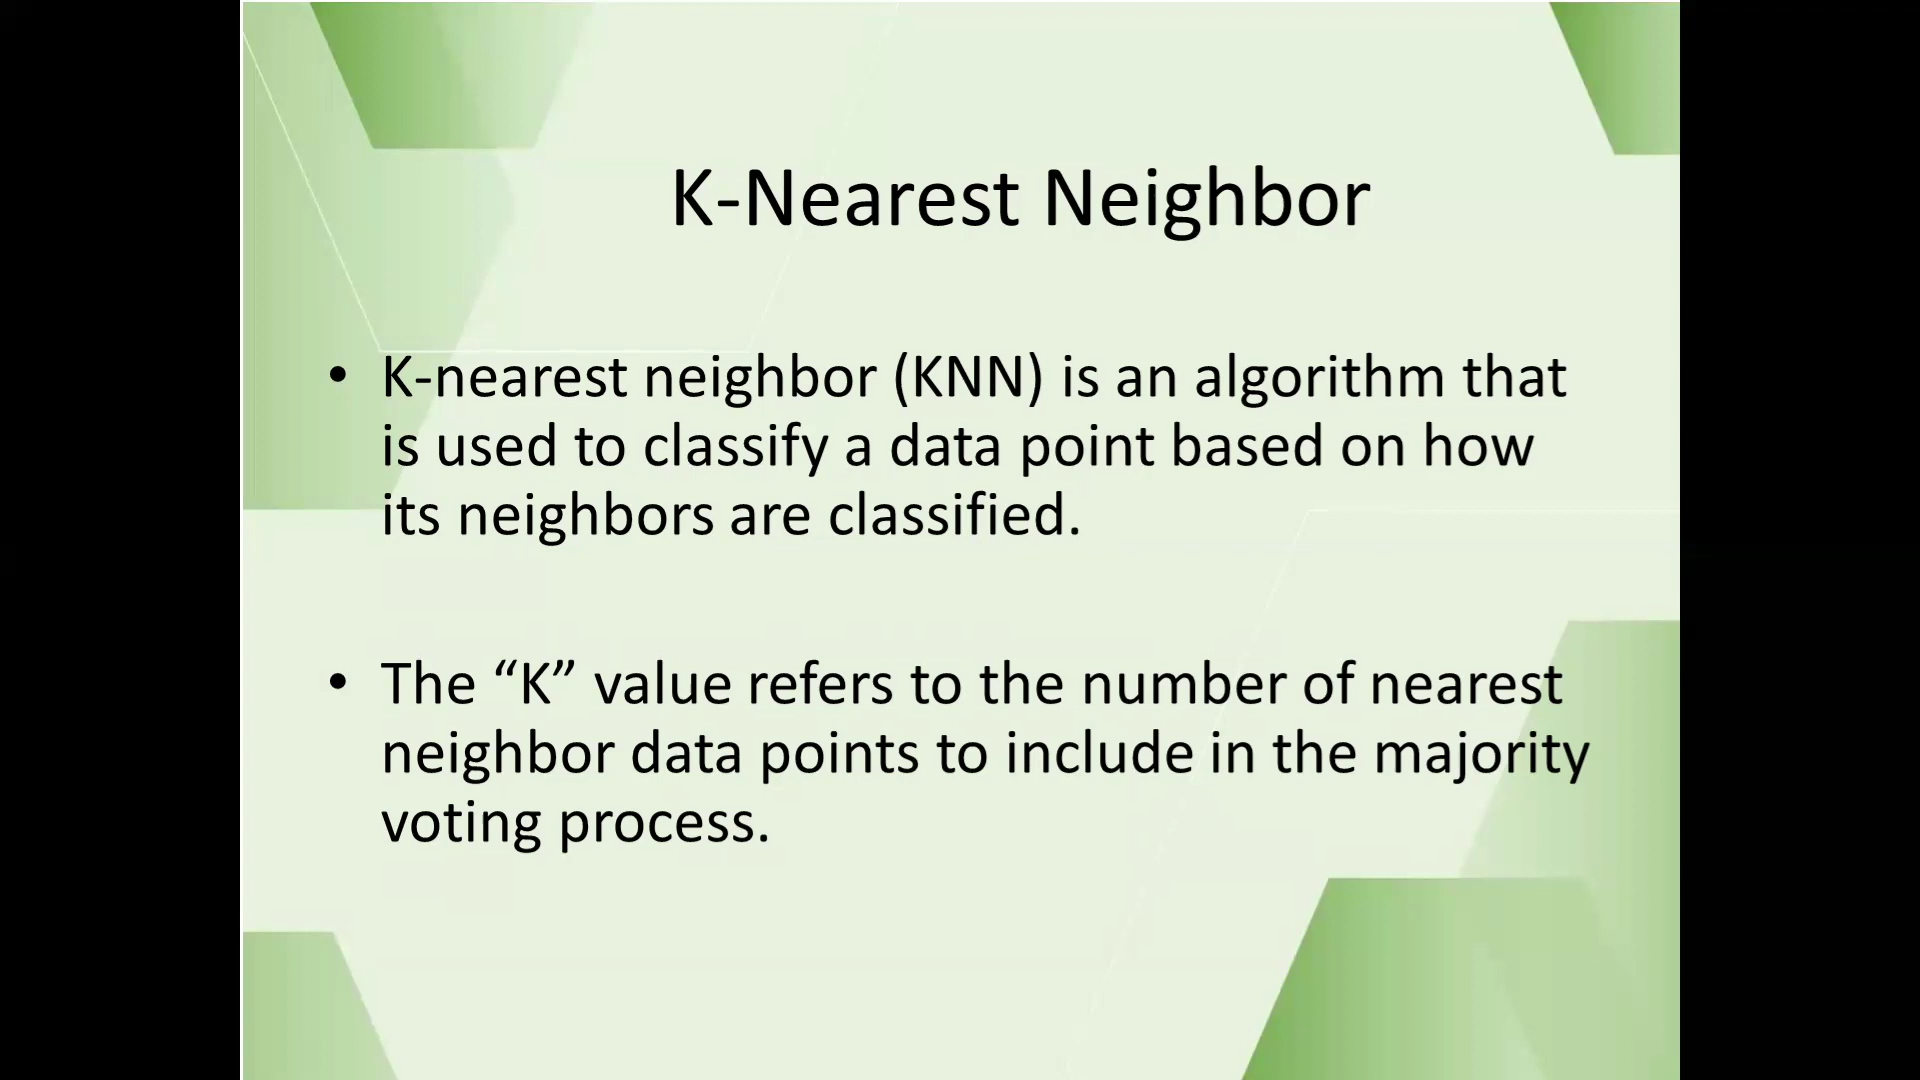 K-Nearest Neighbor
• K-nearest neighbor (KNN) is an algorithm that
is used to classify a data point based on how
its neighbors are classified.
• The “K” value refers to the number of nearest
neighbor data points to include in the majority
voting process.